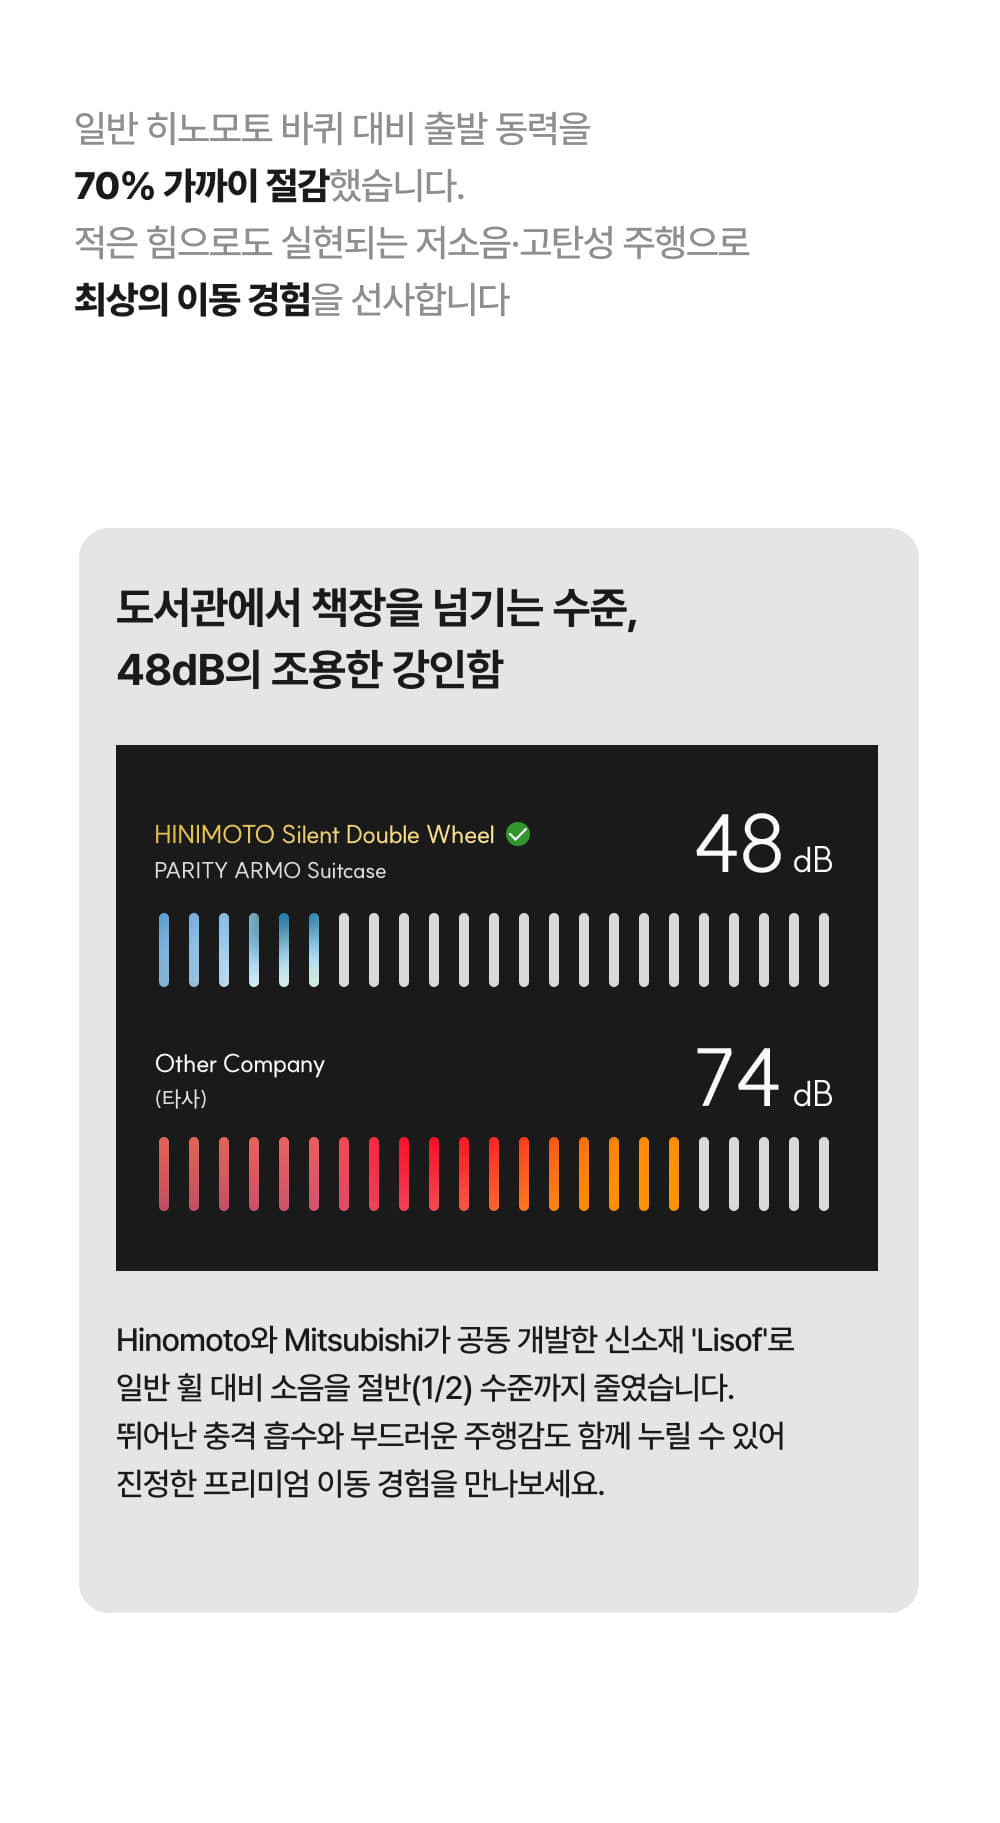 일반 히노모토 바퀴 대비 출발 동력을
70% 가까이 절감했습니다.
적은 힘으로도 실현되는 저소음·고탄성 주행으로
최상의 이동 경험을 선사합니다
도서관에서 책장을 넘기는 수준,
48dB의 조용한 강인함
HINIMOTO Silent Double Wheel
48 dB
PARITY ARMO Suitcase
Other Company
74 dB
(타사)
Hinomoto와 Mitsubishi가 공동 개발한 신소재 'Lisof'로
일반 휠 대비 소음을 절반(1/2) 수준까지 줄였습니다.
뛰어난 충격 흡수와 부드러운 주행감도 함께 누릴 수 있어
진정한 프리미엄 이동 경험을 만나보세요.